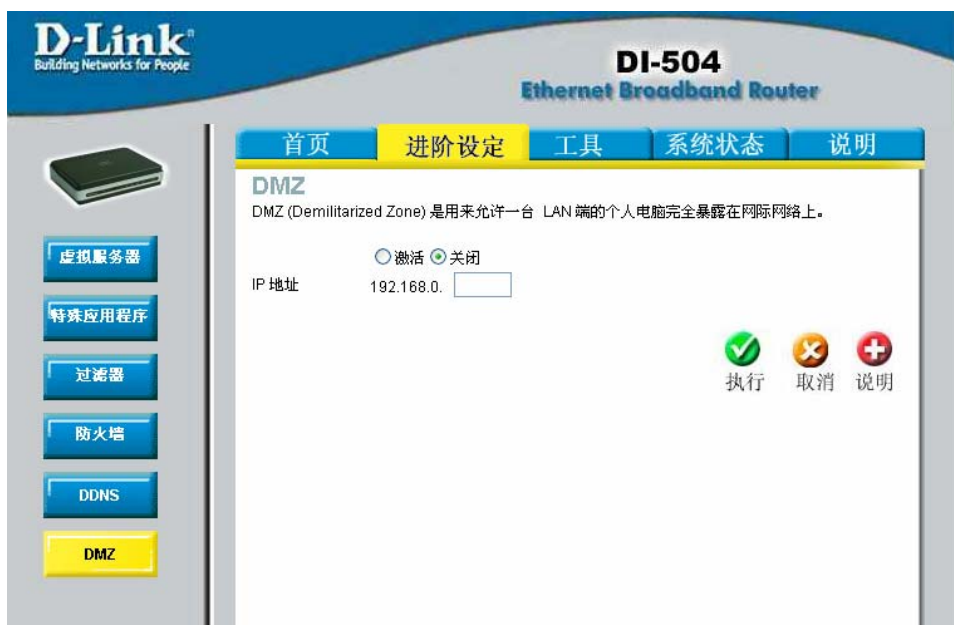 D-Link®
Building Networks for People
DI-504
Ethernet Broadband Router
首页 进阶设定 工具 系统状态 说明
虚拟服务器
特殊应用程序
过滤器
防火墙
DDNS
DMZ
DMZ
DMZ (Demilitarized Zone) 是用来允许一台 LAN 端的个人电脑完全暴露在网际网络上。
激活 关闭
IP 地址 192.168.0.
执行 取消 说明